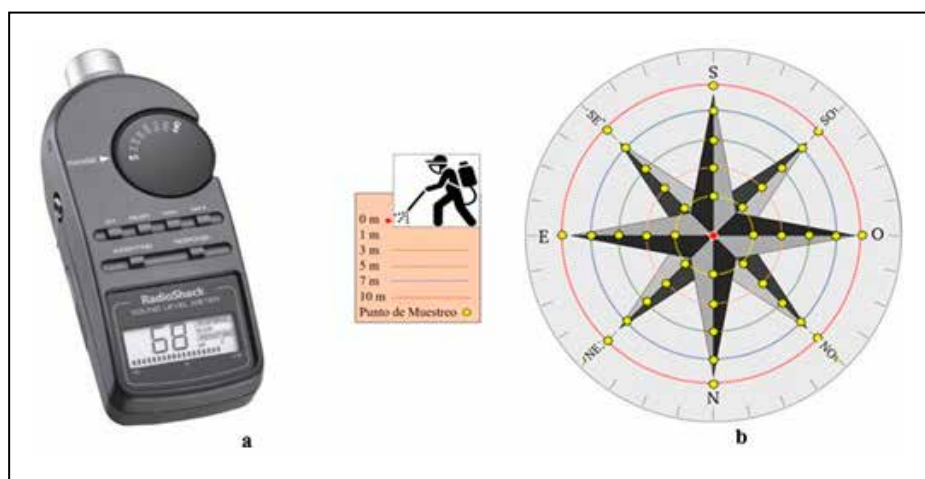 RadioShack
SOUND LEVEL METER
68
a
0 m
1 m
3 m
5 m
7 m
10 m
Punto de Muestreo
S
SE
SO
E
O
NE
NO
N
b